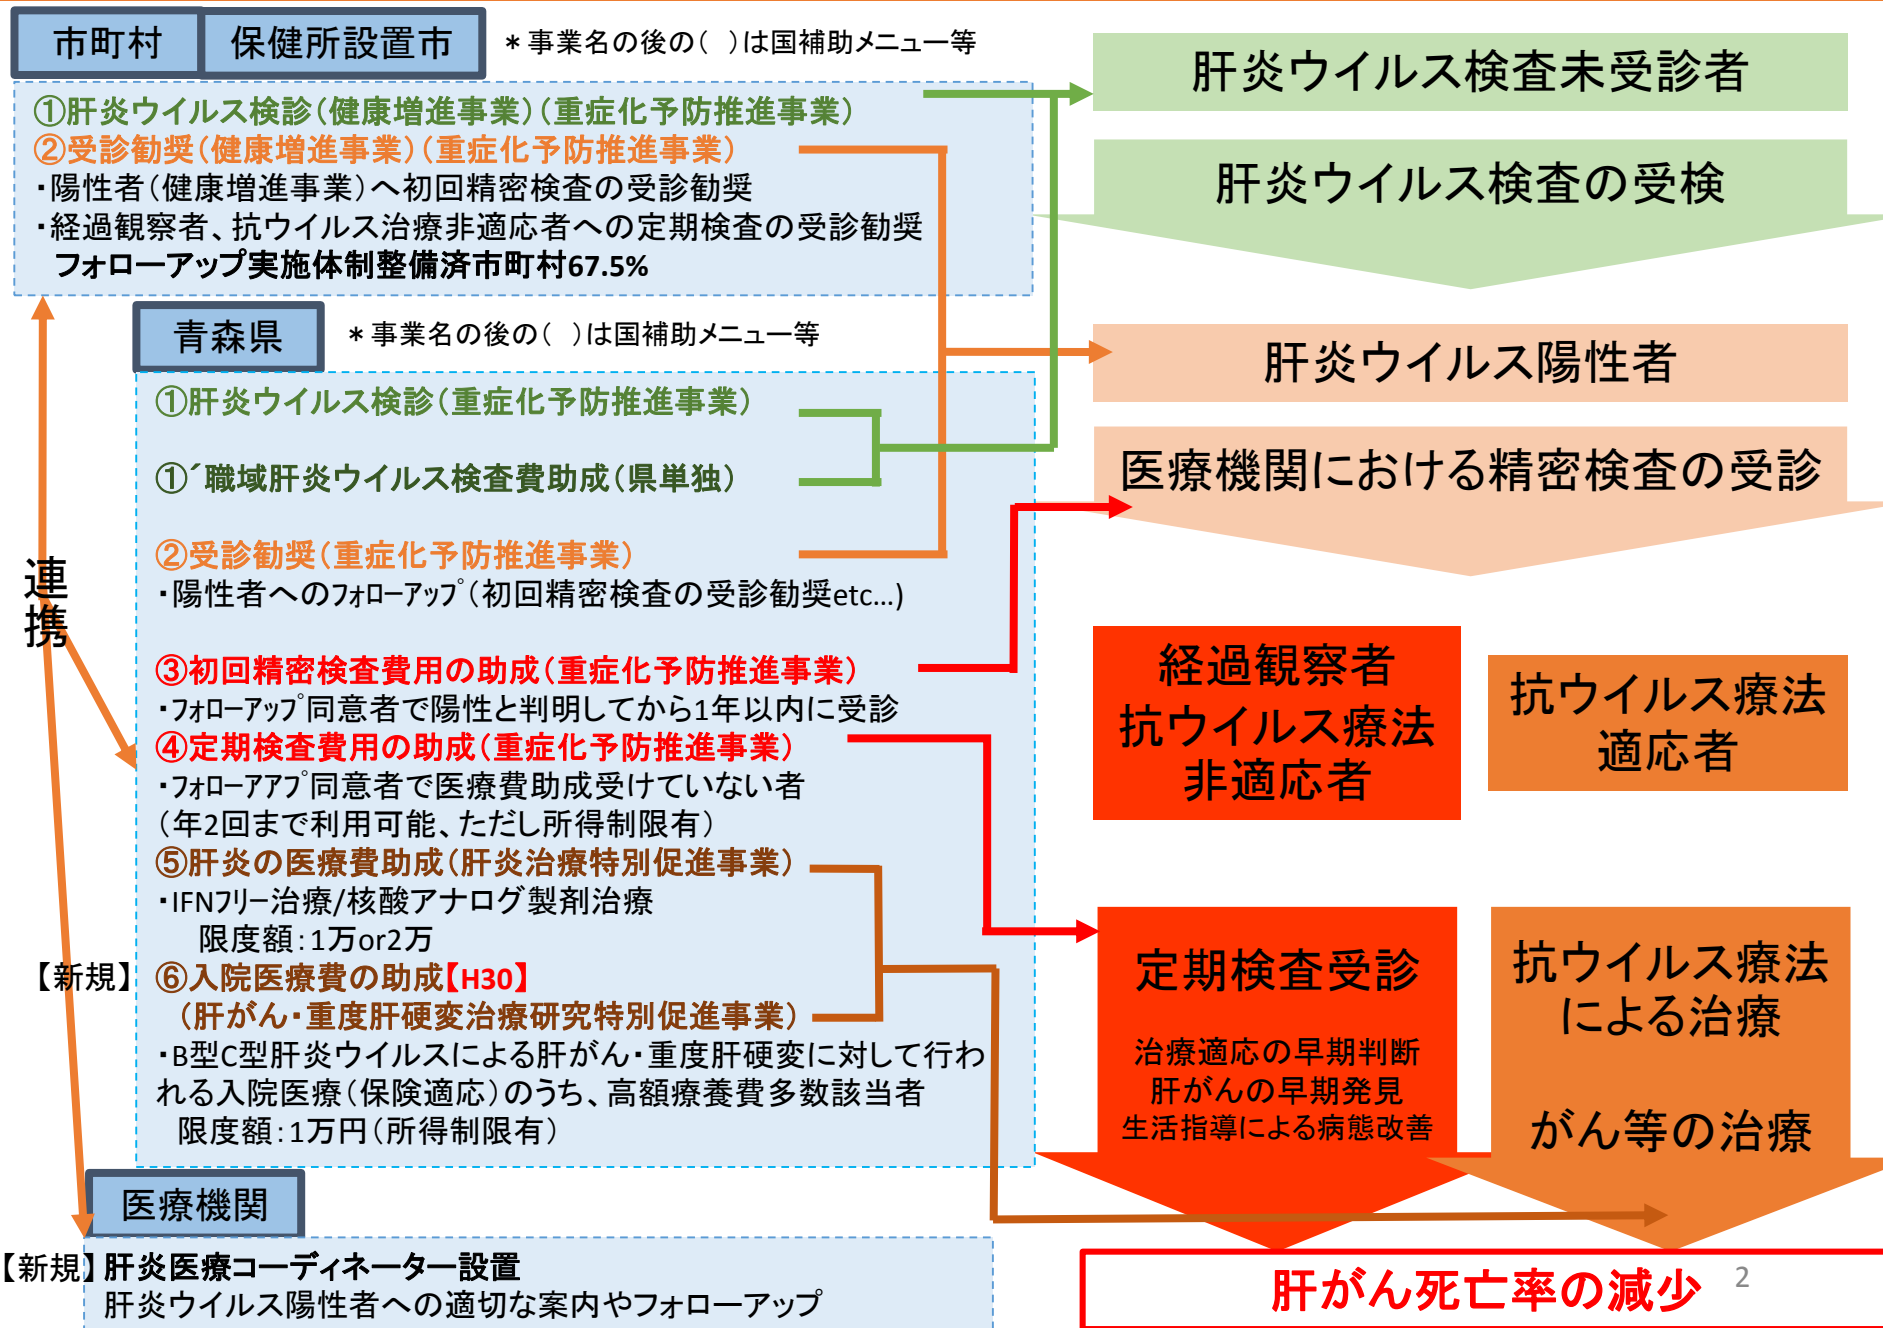 市町村
保健所設置市
＊事業名の後の( )は国補助メニュー等
①肝炎ウイルス検診(健康増進事業)(重症化予防推進事業)
②受診勧奨(健康増進事業)(重症化予防推進事業)
・陽性者(健康増進事業)へ初回精密検査の受診勧奨
・経過観察者、抗ウイルス治療非適応者への定期検査の受診勧奨
フォローアップ実施体制整備済市町村67.5%
青森県
＊事業名の後の( )は国補助メニュー等
①肝炎ウイルス検診(重症化予防推進事業)
①´職域肝炎ウイルス検査費助成(県単独)
②受診勧奨(重症化予防推進事業)
・陽性者へのフォローアップ(初回精密検査の受診勧奨etc…)
③初回精密検査費用の助成(重症化予防推進事業)
・フォローアップ同意者で陽性と判明してから1年以内に受診
④定期検査費用の助成(重症化予防推進事業)
・フォローアアプ同意者で医療費助成受けていない者
(年2回まで利用可能、ただし所得制限有)
⑤肝炎の医療費助成(肝炎治療特別促進事業)
・IFNフリー治療/核酸アナログ製剤治療
限度額:1万or2万
【新規】
⑥入院医療費の助成【H30】
(肝がん・重度肝硬変治療研究特別促進事業)
・B型C型肝炎ウイルスによる肝がん・重度肝硬変に対して行わ
れる入院医療(保険適応)のうち、高額療養費多数該当者
限度額:1万円(所得制限有)
連携
医療機関
【新規】
肝炎医療コーディネーター設置
肝炎ウイルス陽性者への適切な案内やフォローアップ
肝炎ウイルス検査未受診者
肝炎ウイルス検査の受検
肝炎ウイルス陽性者
医療機関における精密検査の受診
経過観察者
抗ウイルス療法
非適応者
抗ウイルス療法
適応者
定期検査受診
治療適応の早期判断
肝がんの早期発見
生活指導による病態改善
抗ウイルス療法
による治療
がん等の治療
肝がん死亡率の減少
2